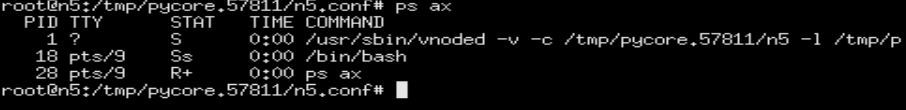 root@n5:/tmp/pycore.57811/n5.conf# ps ax
  PID TTY      STAT   TIME COMMAND
    1 ?        S      0:00 /usr/sbin/vnoded -v -c /tmp/pycore.57811/n5 -l /tmp/p
   18 pts/9    Ss     0:00 /bin/bash
   28 pts/9    R+     0:00 ps ax
root@n5:/tmp/pycore.57811/n5.conf#